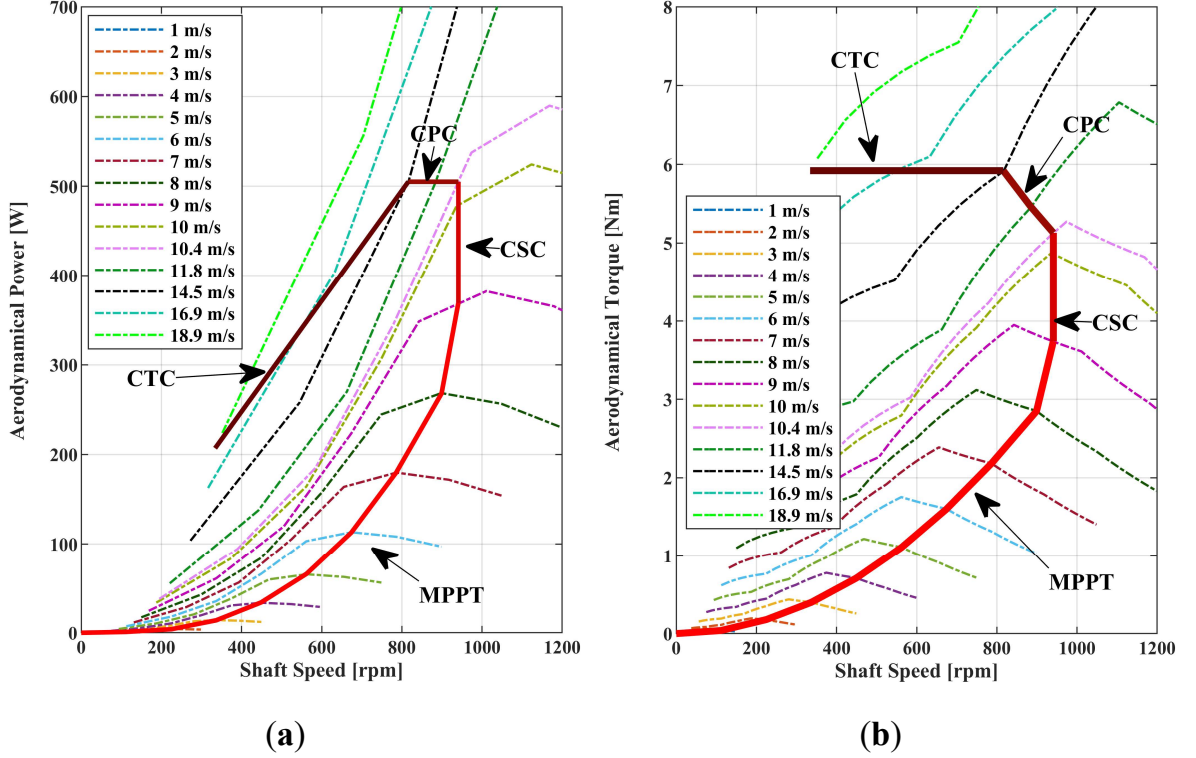 700
600
500
400
300
200
100
0
Aerodynamical Power [W]
1 m/s
2 m/s
3 m/s
4 m/s
5 m/s
6 m/s
7 m/s
8 m/s
9 m/s
10 m/s
10.4 m/s
11.8 m/s
14.5 m/s
16.9 m/s
18.9 m/s
CPC
CSC
CTC
MPPT
0 200 400 600 800 1000 1200
Shaft Speed [rpm]
(a)
8
7
6
5
4
3
2
1
0
Aerodynamical Torque [Nm]
CTC
CPC
1 m/s
2 m/s
3 m/s
4 m/s
5 m/s
6 m/s
7 m/s
8 m/s
9 m/s
10 m/s
10.4 m/s
11.8 m/s
14.5 m/s
16.9 m/s
18.9 m/s
CSC
MPPT
0 200 400 600 800 1000 1200
Shaft Speed [rpm]
(b)